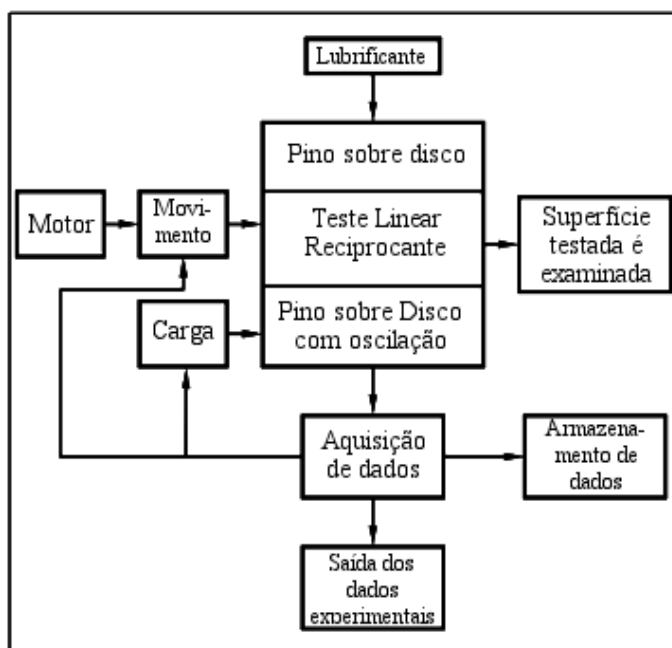 Lubrificante
Pino sobre disco
Motor
Movi-
mento
Teste Linear
Reciprocante
Superfície
testada é
examinada
Carga
Pino sobre Disco
com oscilação
Aquisição
de dados
Armazena-
mento de
dados
Saída dos
dados
experimentais